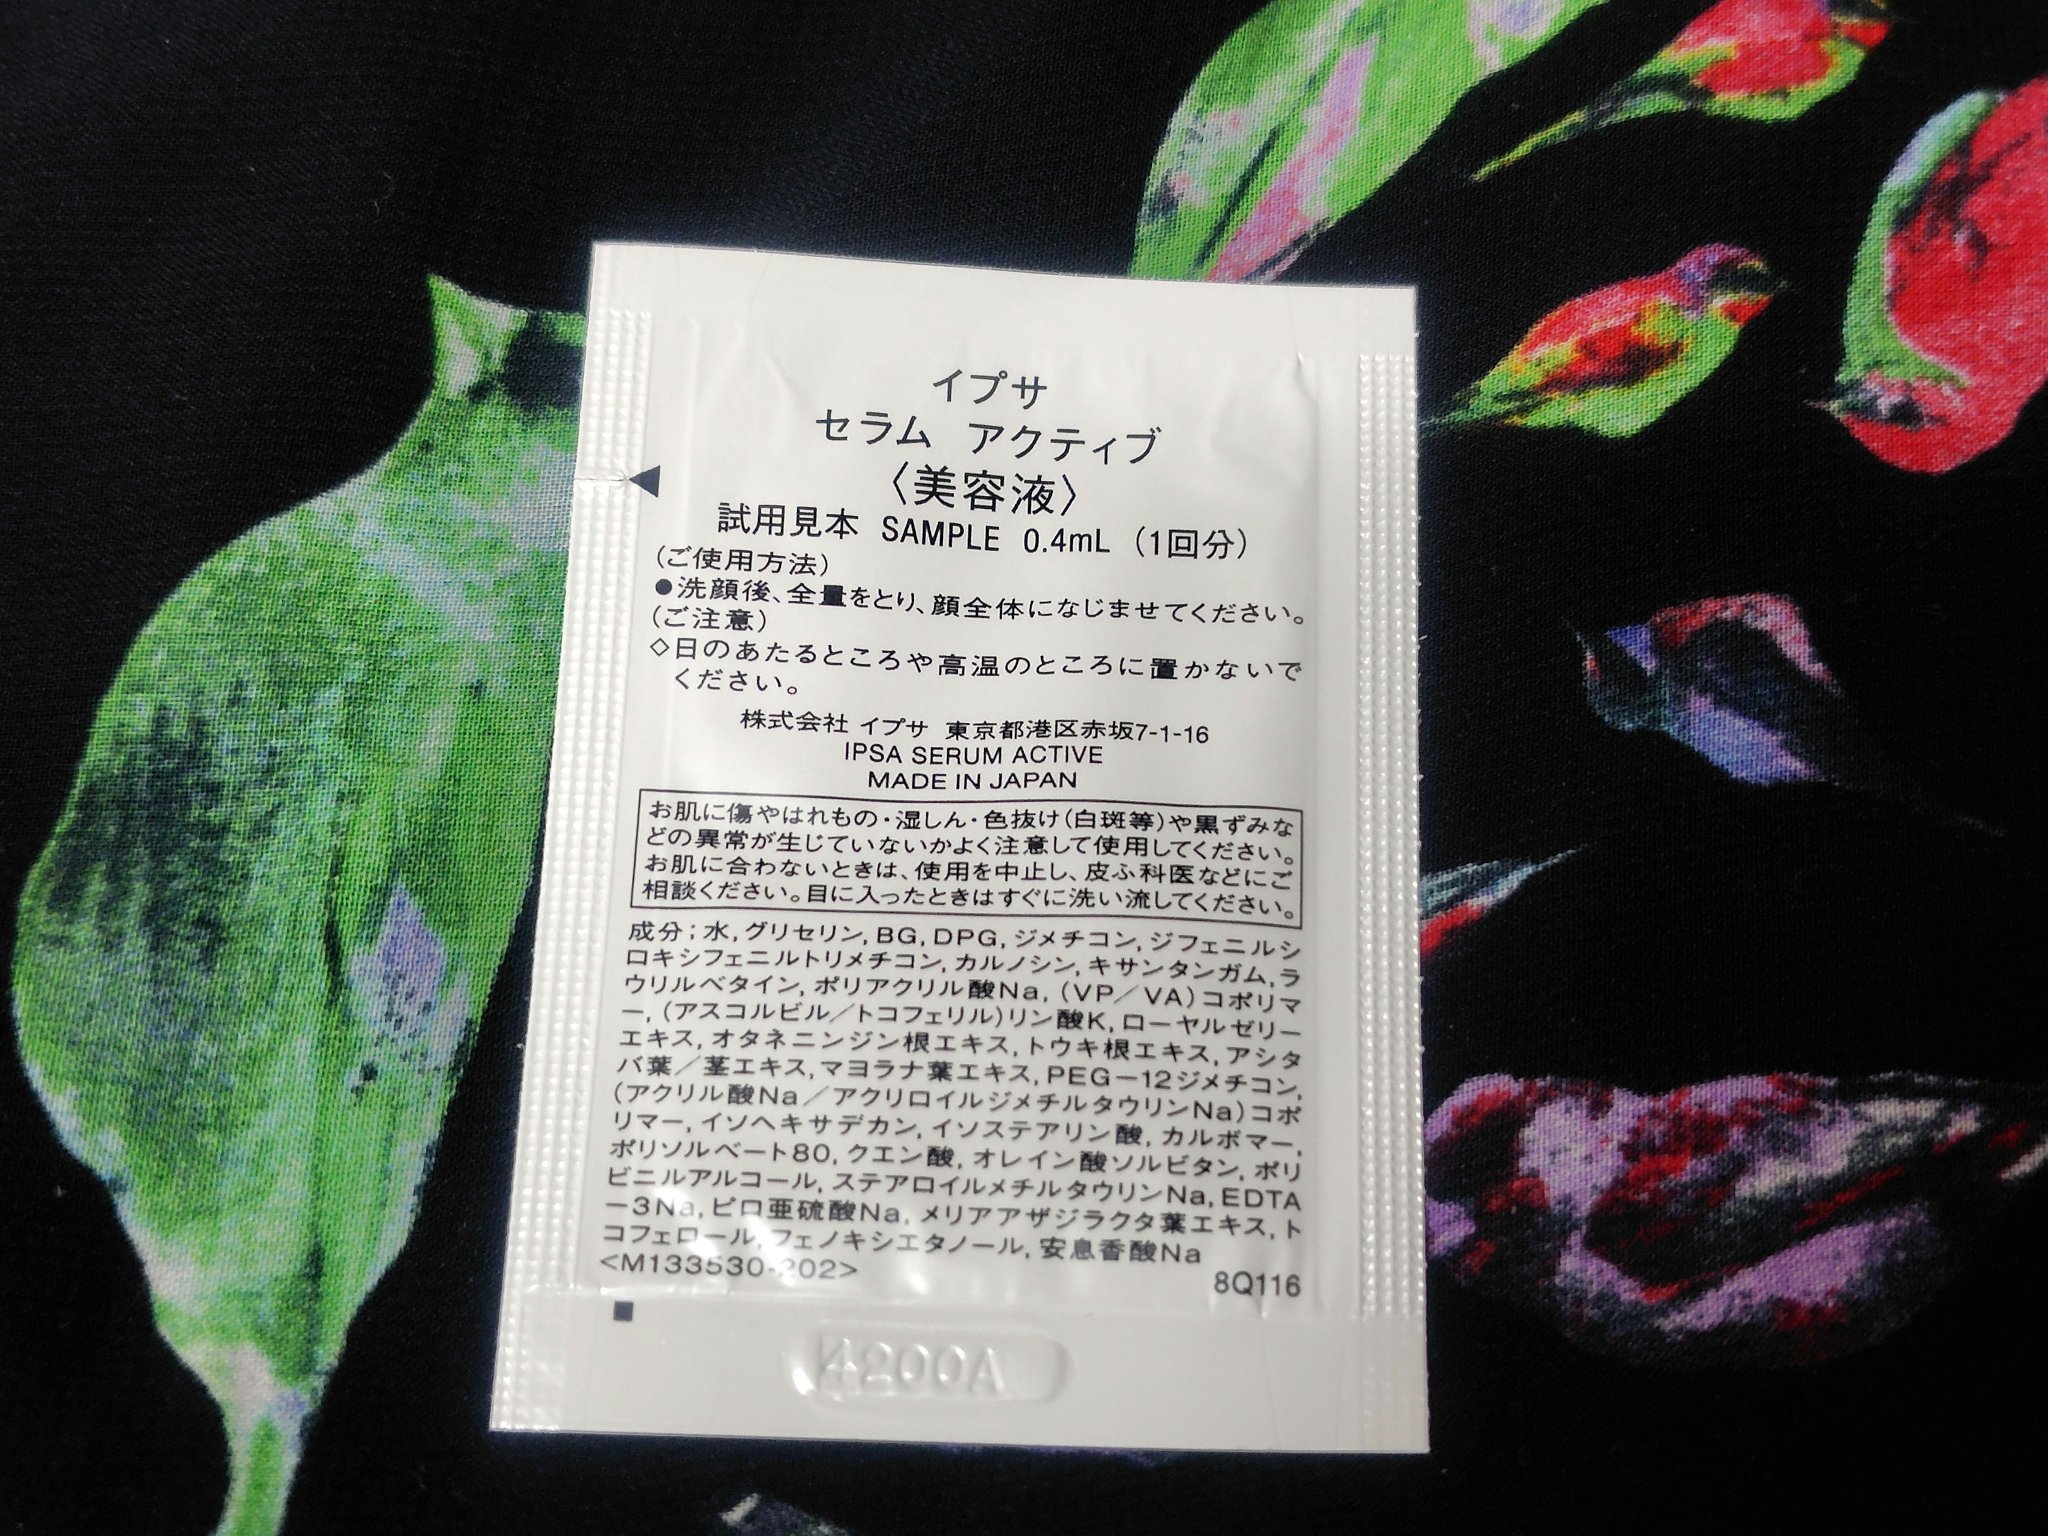 イプサ
セラム アクティブ
〈美容液〉
試用見本 SAMPLE 0.4mL (1回分)
(ご使用方法)
●洗顔後、全量をとり、顔全体になじませてください。
(ご注意)
◇日のあたるところや高温のところに置かないで
ください。
株式会社 イプサ 東京都港区赤坂7-1-16
IPSA SERUM ACTIVE
MADE IN JAPAN
お肌に傷やはれもの・湿しん・色抜け(白斑等)や黒ずみな
どの異常が生じていないかよく注意して使用してください。
お肌に合わないときは、使用を中止し、皮ふ科医などにご
相談ください。目に入ったときはすぐに洗い流してください。
成分；水,グリセリン,BG,DPG,ジメチコン,ジフェニルシ
ロキシフェニルトリメチコン,カルノシン,キサンタンガム,ラ
ウリルベタイン,ポリアクリル酸Na,(VP／VA)コポリマ
ー,(アスコルビル／トコフェリル)リン酸K,ローヤルゼリー
エキス,オタネニンジン根エキス,トウキ根エキス,アシタ
バ葉／茎エキス,マヨラナ葉エキス,PEG－12ジメチコン,
(アクリル酸Na／アクリロイルジメチルタウリンNa)コポ
リマー,イソヘキサデカン,イソステアリン酸,カルボマー,
ポリソルベート80,クエン酸,オレイン酸ソルビタン,ポリ
ビニルアルコール,ステアロイルメチルタウリンNa,EDTA
－3Na,ピロ亜硫酸Na,メリアアザジラクタ葉エキス,ト
コフェロール,フェノキシエタノール,安息香酸Na
<M133530-202>
8Q116
4200A